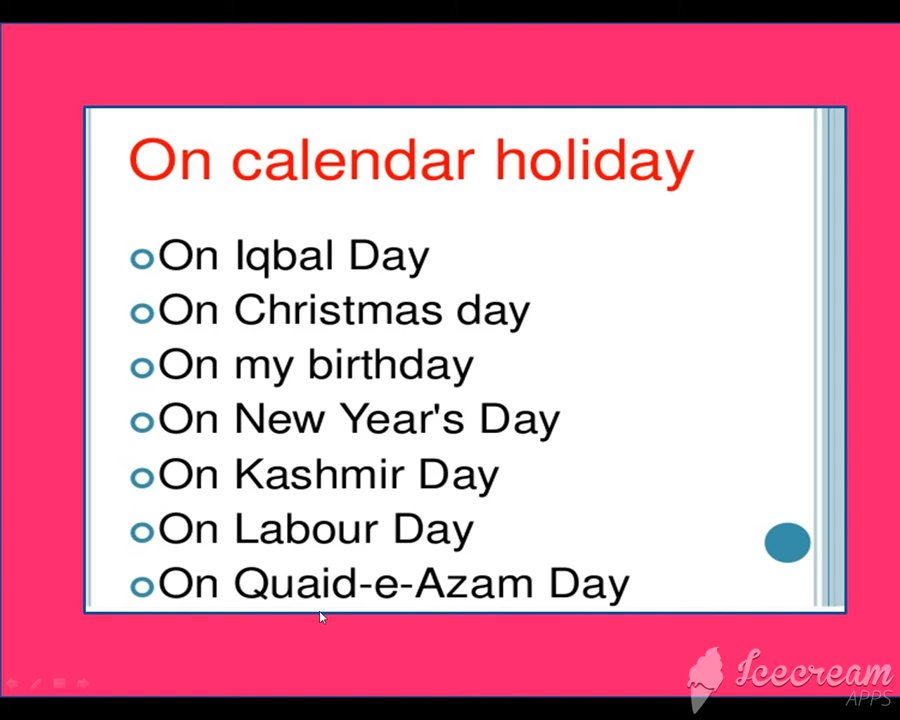 On calendar holiday
On Iqbal Day
On Christmas day
On my birthday
On New Year's Day
On Kashmir Day
On Labour Day
On Quaid-e-Azam Day
Icecream
APPS